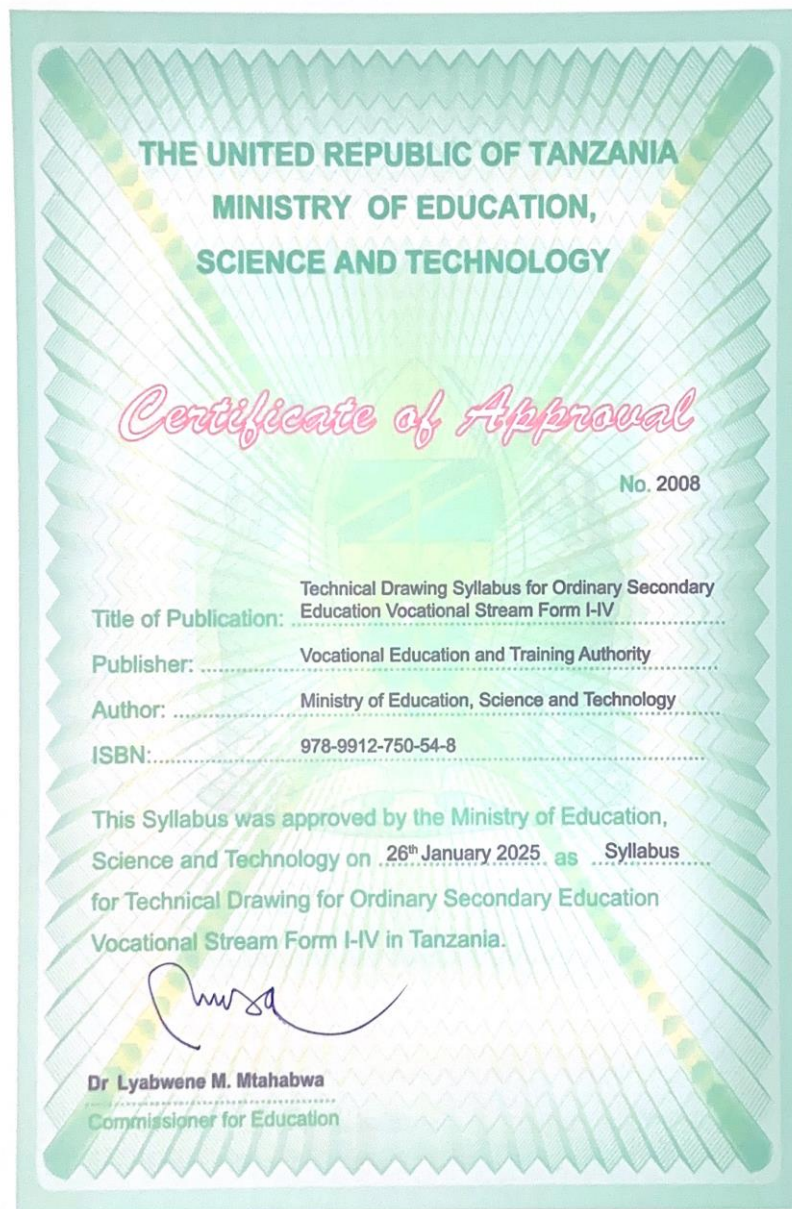 THE UNITED REPUBLIC OF TANZANIA
MINISTRY OF EDUCATION,
SCIENCE AND TECHNOLOGY
Certificate of Approval
No. 2008
Title of Publication: Technical Drawing Syllabus for Ordinary Secondary
Education Vocational Stream Form I-IV
Publisher: Vocational Education and Training Authority
Author: Ministry of Education, Science and Technology
ISBN: 978-9912-750-54-8
This Syllabus was approved by the Ministry of Education,
Science and Technology on 26th January 2025 as Syllabus
for Technical Drawing for Ordinary Secondary Education
Vocational Stream Form I-IV in Tanzania.
Dr Lyabwene M. Mtahabwa
Commissioner for Education